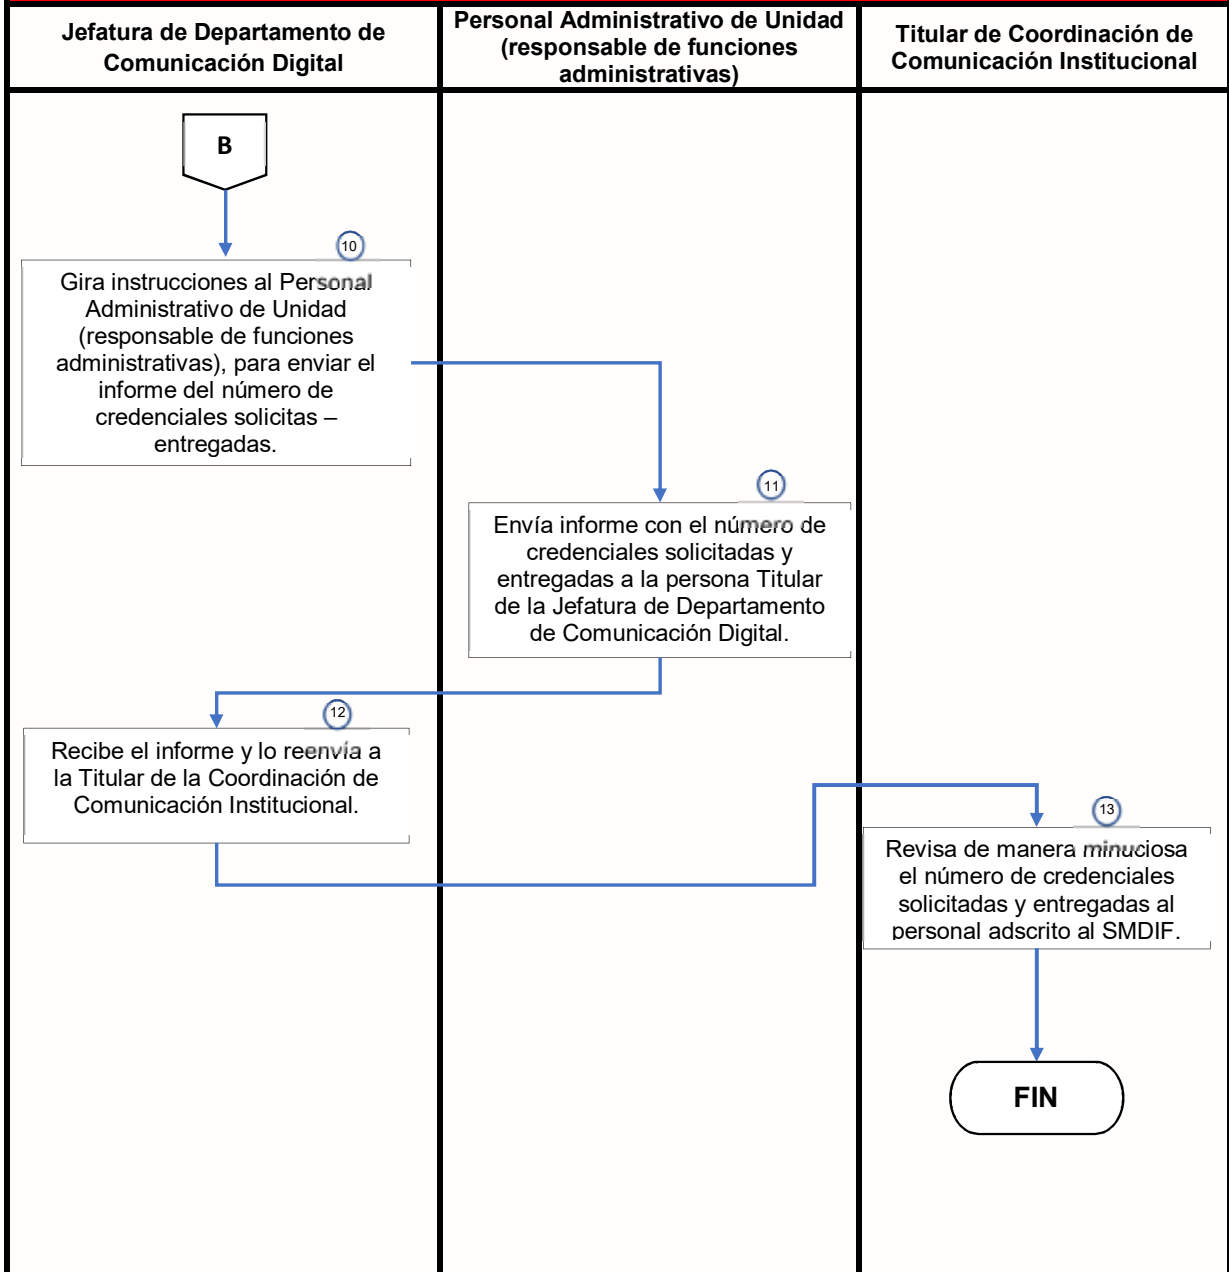 Jefatura de Departamento de
Comunicación Digital
Personal Administrativo de Unidad
(responsable de funciones
administrativas)
Titular de Coordinación de
Comunicación Institucional
B
10
Gira instrucciones al Personal
Administrativo de Unidad
(responsable de funciones
administrativas), para enviar el
informe del número de
credenciales solicitas –
entregadas.
11
Envía informe con el número de
credenciales solicitadas y
entregadas a la persona Titular
de la Jefatura de Departamento
de Comunicación Digital.
12
Recibe el informe y lo reenvía a
la Titular de la Coordinación de
Comunicación Institucional.
13
Revisa de manera minuciosa
el número de credenciales
solicitadas y entregadas al
personal adscrito al SMDIF.
FIN